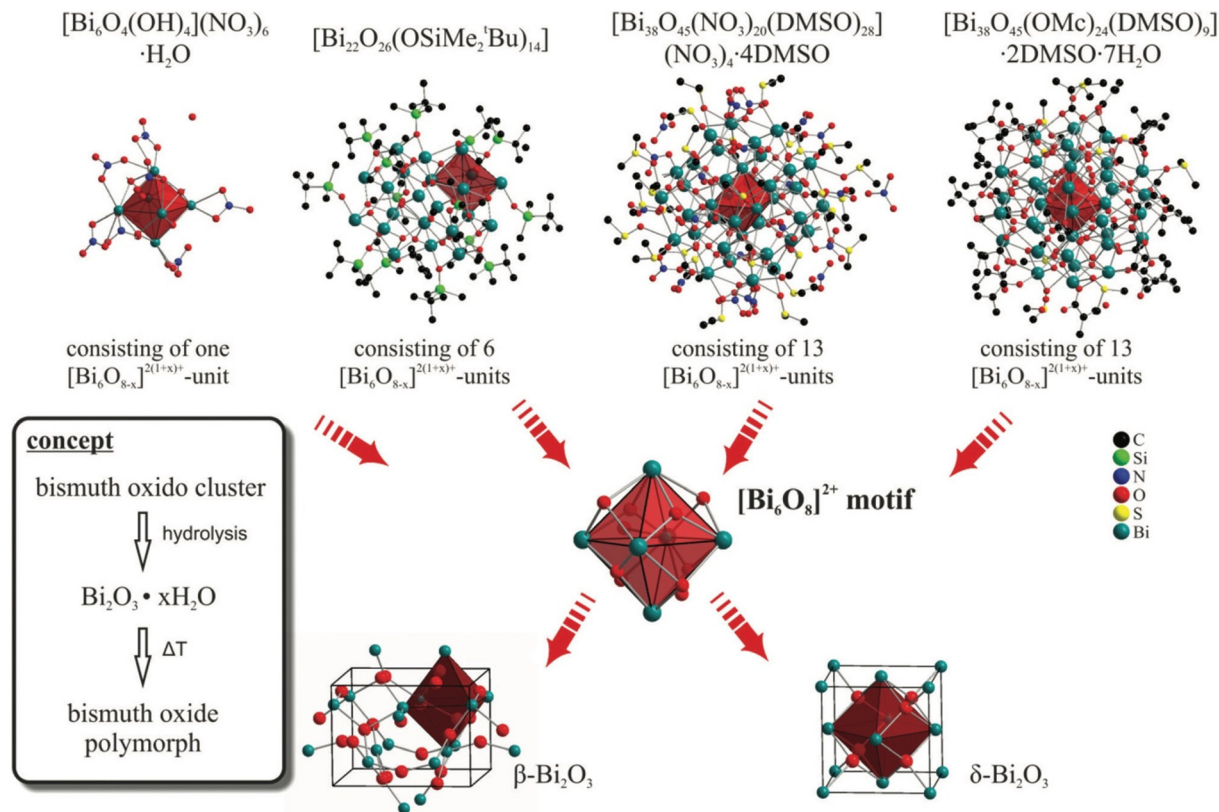 [Bi₆O₄(OH)₄](NO₃)₆
·H₂O
[Bi₂₂O₂₆(OSiMe₂ᵗBu)₁₄]
[Bi₃₈O₄₅(NO₃)₂₀(DMSO)₂₈]
(NO₃)₄·4DMSO
[Bi₃₈O₄₅(OMc)₂₄(DMSO)₉]
·2DMSO·7H₂O
consisting of one
[Bi₆O₈₋ₓ]²⁽¹⁺ˣ⁾⁺-unit
consisting of 6
[Bi₆O₈₋ₓ]²⁽¹⁺ˣ⁾⁺-units
consisting of 13
[Bi₆O₈₋ₓ]²⁽¹⁺ˣ⁾⁺-units
consisting of 13
[Bi₆O₈₋ₓ]²⁽¹⁺ˣ⁾⁺-units
concept
bismuth oxido cluster
hydrolysis
Bi₂O₃ • xH₂O
ΔT
bismuth oxide
polymorph
[Bi₆O₈]²⁺ motif
C
Si
N
O
S
Bi
β-Bi₂O₃
δ-Bi₂O₃